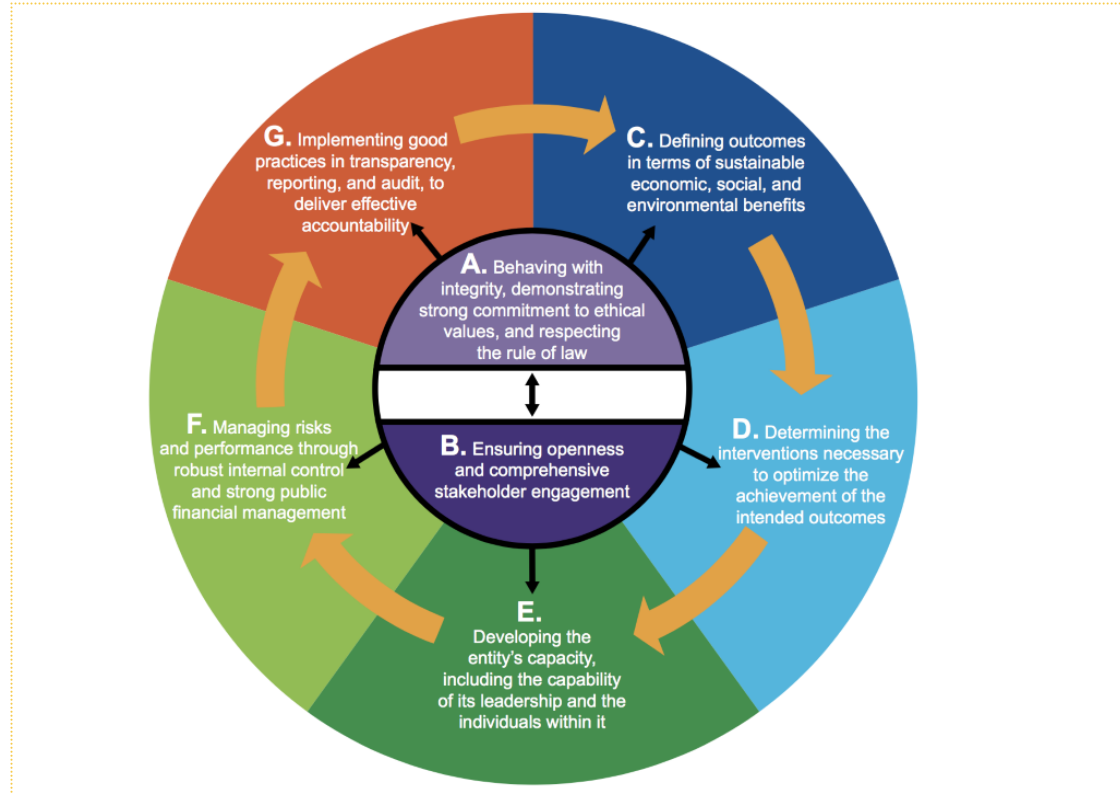 G. Implementing good
practices in transparency,
reporting, and audit, to
deliver effective
accountability
C. Defining outcomes
in terms of sustainable
economic, social, and
environmental benefits
A. Behaving with
integrity, demonstrating
strong commitment to ethical
values, and respecting
the rule of law
B. Ensuring openness
and comprehensive
stakeholder engagement
D. Determining the
interventions necessary
to optimize the
achievement of the
intended outcomes
E.
Developing the
entity’s capacity,
including the capability
of its leadership and the
individuals within it
F. Managing risks
and performance through
robust internal control
and strong public
financial management